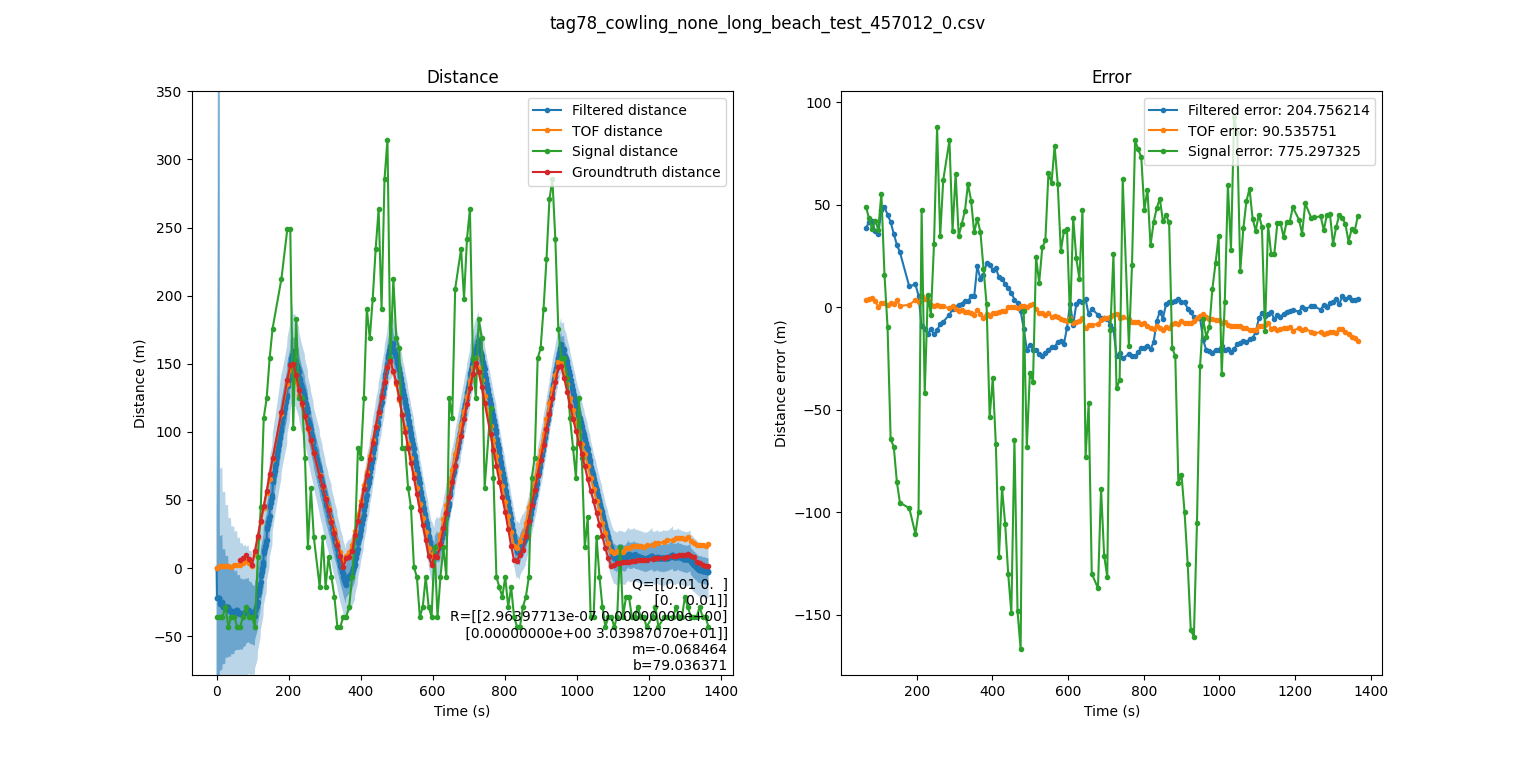 tag78_cowling_none_long_beach_test_457012_0.csv
Distance
350
300
250
200
150
100
50
0
−50
Distance (m)
0
200
400
600
800
1000
1200
1400
Time (s)
Filtered distance
TOF distance
Signal distance
Groundtruth distance
Q=[[0.01 0. ]
[0. 0.01]]
R=[[2.96397713e-07 0.00000000e+00]
[0.00000000e+00 3.03987070e+01]]
m=-0.068464
b=79.036371
Error
100
50
0
−50
−100
−150
Distance error (m)
200
400
600
800
1000
1200
1400
Time (s)
Filtered error: 204.756214
TOF error: 90.535751
Signal error: 775.297325